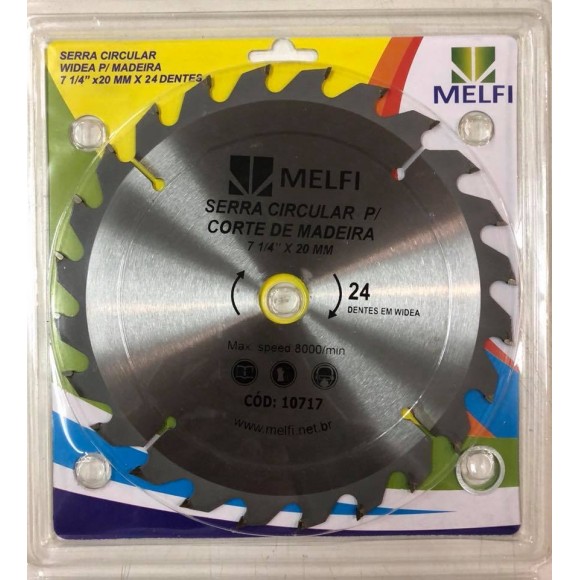 SERRA CIRCULAR
WIDEA P/ MADEIRA
7 1/4" x20 MM X 24 DENTES
MELFI
MELFI
SERRA CIRCULAR P/
CORTE DE MADEIRA
7 1/4" X 20 MM
24
DENTES EM WIDEA
Max. speed 8000/min
CÓD: 10717
www.melfi.net.br